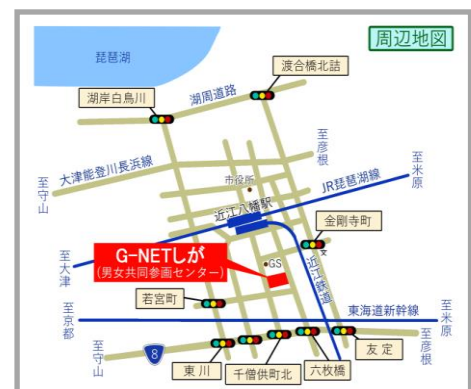 周辺地図
琵琶湖
渡合橋北詰
湖岸白鳥川
湖周道路
至彦根
大津能登川長浜線
至守山
市役所
JR琵琶湖線
至米原
近江八幡駅
金剛寺町
文
G-NETしが
(男女共同参画センター)
GS
近江鉄道
至大津
若宮町
至京都
東海道新幹線
至米原
至守山
8
東川
千僧供町北
六枚橋
友定
至彦根